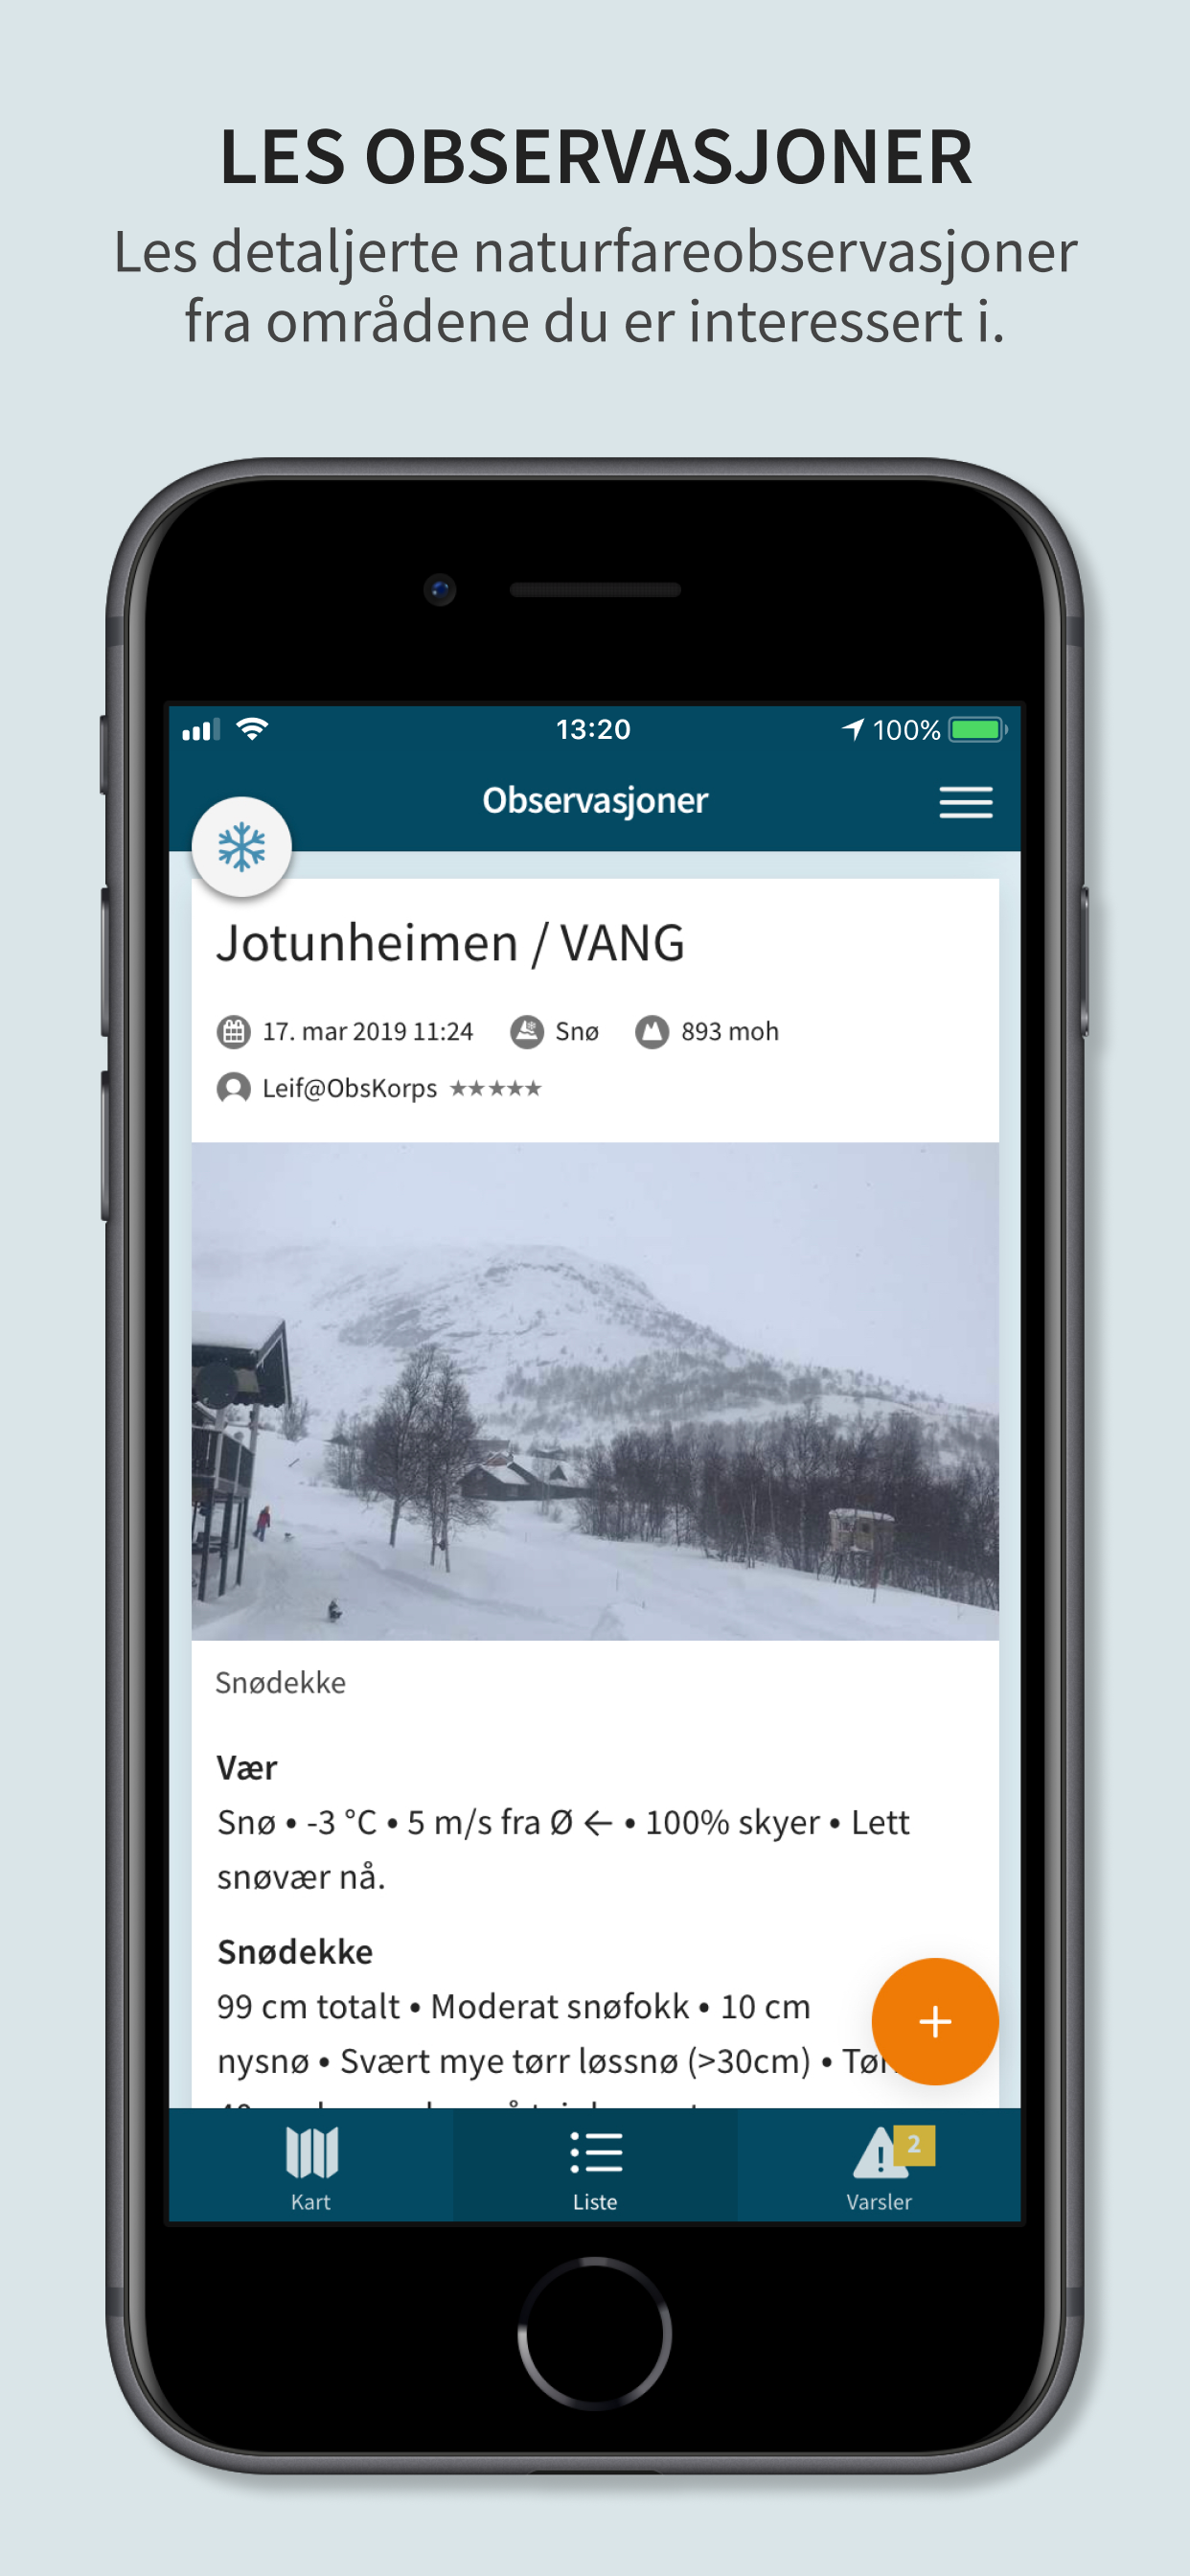 LES OBSERVASJONER
Les detaljerte naturfareobservasjoner
fra områdene du er interessert i.
13:20
100%
Observasjoner
Jotunheimen / VANG
17. mar 2019 11:24 Snø 893 moh
Leif@ObsKorps ★★★★★
Snødekke
Vær
Snø • -3 °C • 5 m/s fra Ø ← • 100% skyer • Lett
snøvær nå.
Snødekke
99 cm totalt • Moderat snøfokk • 10 cm
nysnø • Svært mye tørr løssnø (>30cm) •
2
Kart
Liste
Varsler